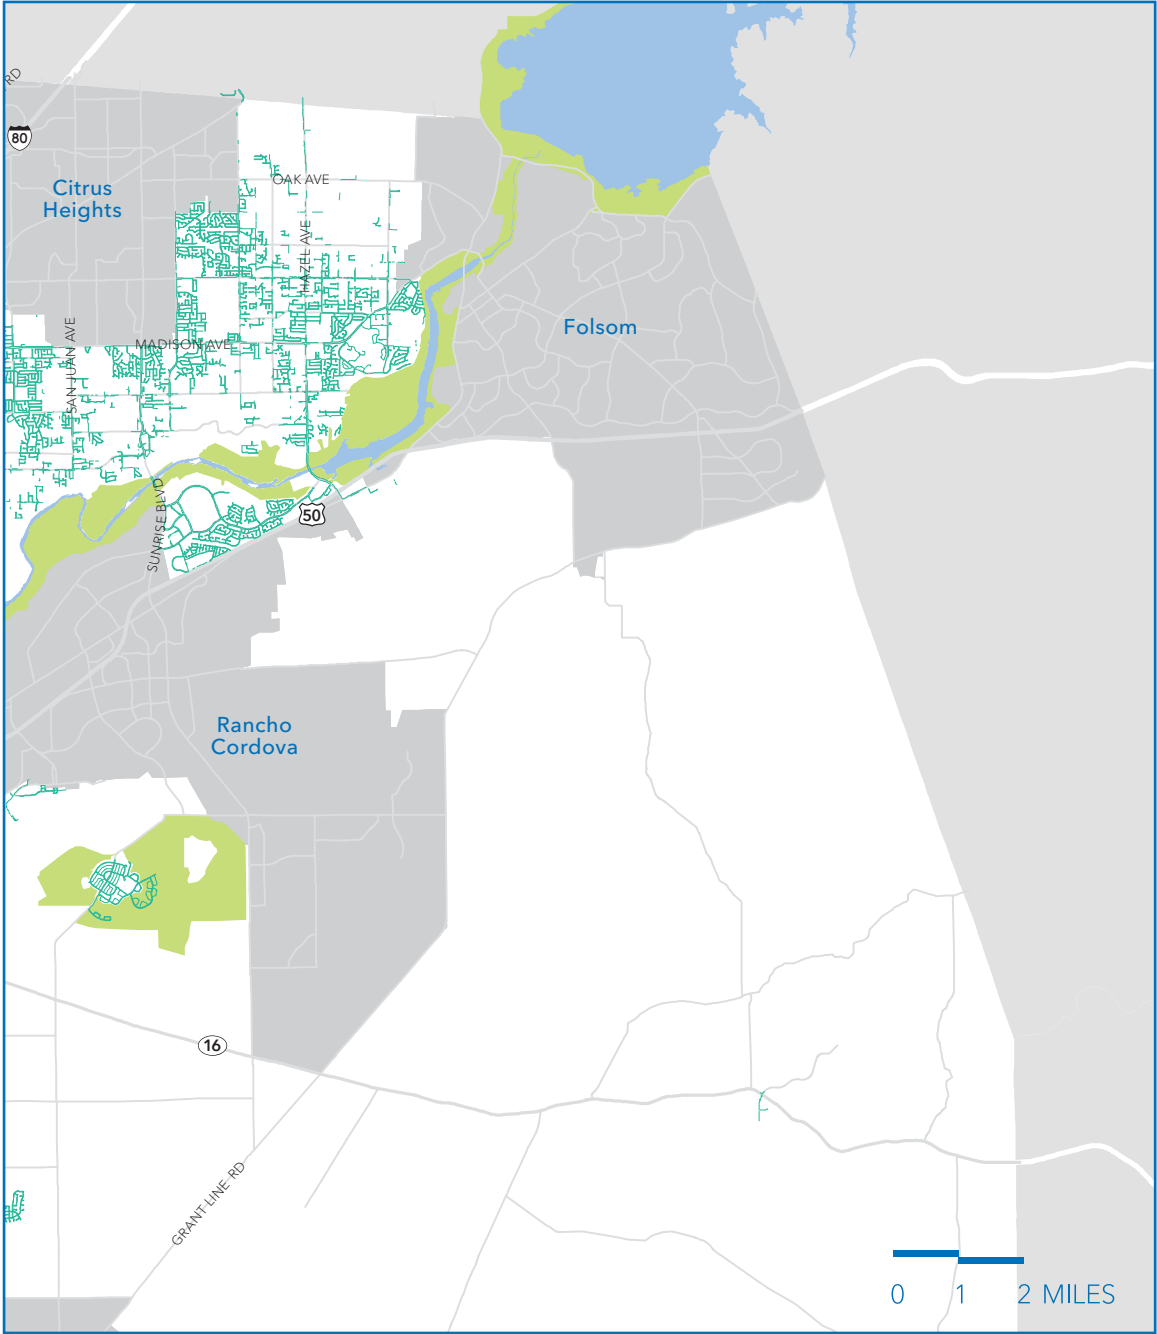 RD
80
Citrus
Heights
OAK AVE
HAZEL AVE
Folsom
SAN JUAN AVE
MADISON AVE
SUNRISE BLVD
50
Rancho
Cordova
16
GRANT LINE RD
0 1 2 MILES